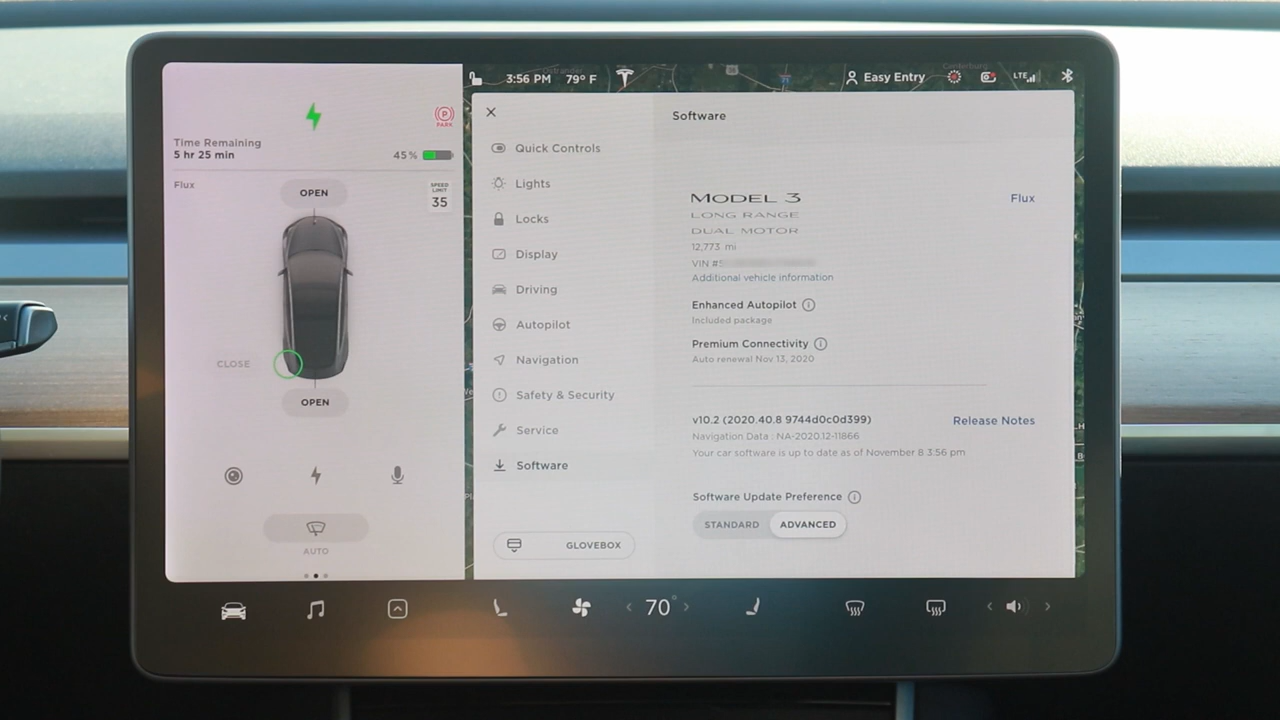 3:56 PM 79° F Easy Entry LTE
PARK
Time Remaining
5 hr 25 min
45%
Flux
SPEED
LIMIT
35
OPEN
CLOSE
OPEN
AUTO
Software
Quick Controls
Lights
Locks
Display
Driving
Autopilot
Navigation
Safety & Security
Service
Software
GLOVEBOX
MODEL 3
Flux
LONG RANGE
DUAL MOTOR
12,773 mi
VIN #5
Additional vehicle information
Enhanced Autopilot
Included package
Premium Connectivity
Auto renewal Nov 13, 2020
v10.2 (2020.40.8 9744d0c0d399)
Release Notes
Navigation Data : NA-2020.12-11866
Your car software is up to date as of November 8 3:56 pm
Software Update Preference
STANDARD ADVANCED
70°